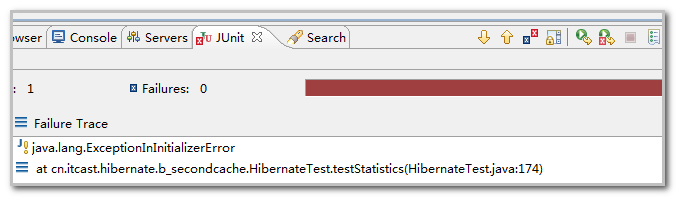 owser Console Servers JUnit Search
: 1 Failures: 0
Failure Trace
java.lang.ExceptionInInitializerError
at cn.itcast.hibernate.b_secondcache.HibernateTest.testStatistics(HibernateTest.java:174)